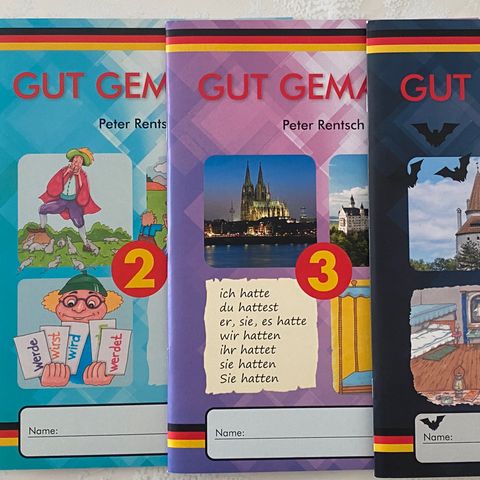 GUT GEM
Peter Rents
2
werde
wirst
wird
werdet
Name:
GUT GEMA
Peter Rentsch
3
ich hatte
du hattest
er, sie, es hatte
wir hatten
ihr hattet
sie hatten
Sie hatten
Name:
GUT
Name: